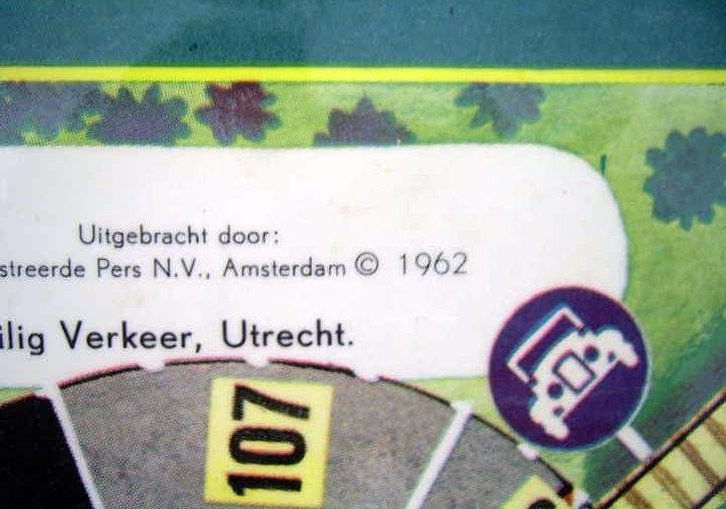 Uitgebracht door:
streerde Pers N.V., Amsterdam © 1962
ilig Verkeer, Utrecht.
107